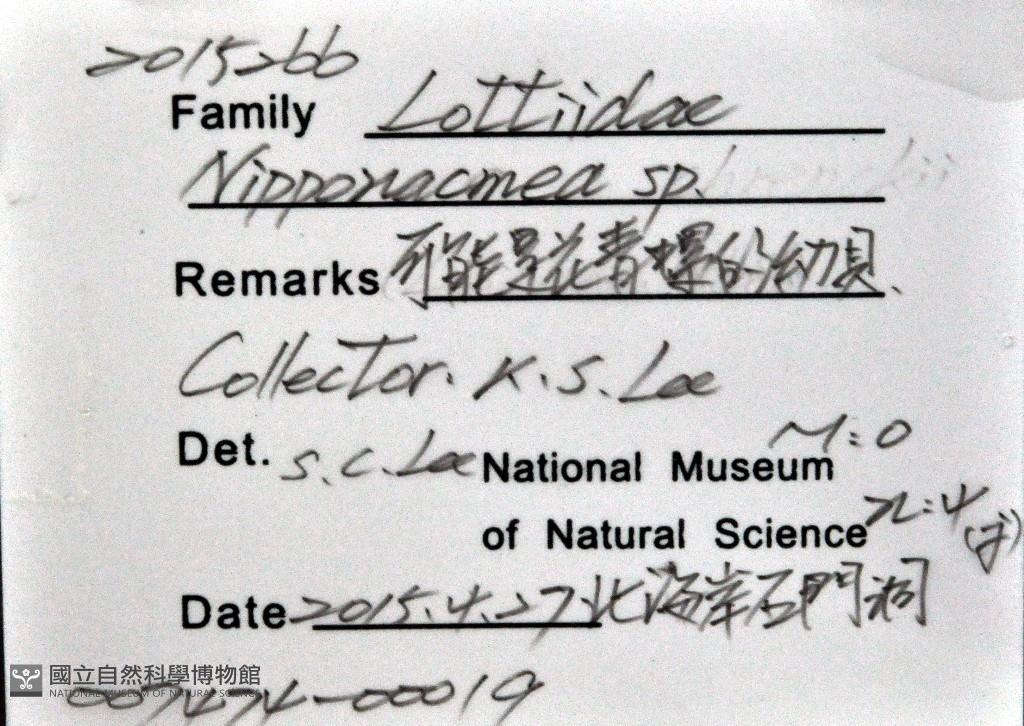 2015266
Family Lottiidae
Nipponacmea sp.
Remarks 可能是花青螺的幼貝、
Collector. K.S. Lee
Det. S.C. Lee National Museum M:0
of Natural Science n:4
Date 2015.4.27 北海岸石門洞
國立自然科學博物館
NATIONAL MUSEUM OF NATURAL SCIENCE
-00019